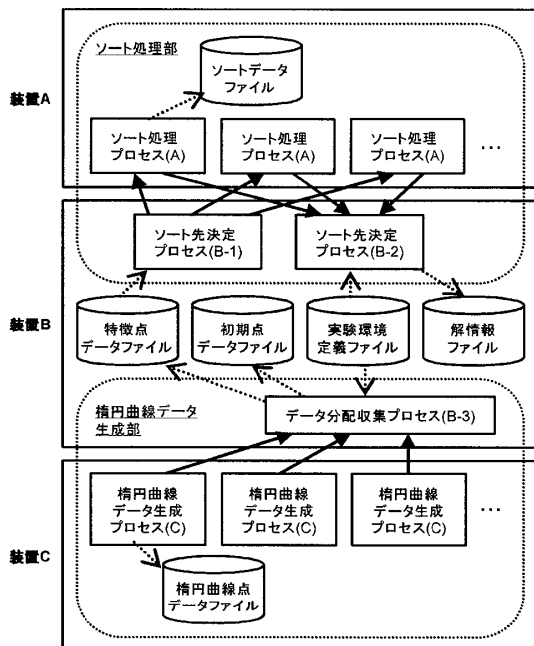 ソート処理部
ソートデータ
ファイル
装置A
ソート処理
プロセス(A)
ソート処理
プロセス(A)
ソート処理
プロセス(A)
...
ソート先決定
プロセス(B-1)
ソート先決定
プロセス(B-2)
装置B
特徴点
データファイル
初期点
データファイル
実験環境
定義ファイル
解情報
ファイル
楕円曲線データ
生成部
データ分配収集プロセス(B-3)
楕円曲線
データ生成
プロセス(C)
楕円曲線
データ生成
プロセス(C)
楕円曲線
データ生成
プロセス(C)
...
装置C
楕円曲線点
データファイル